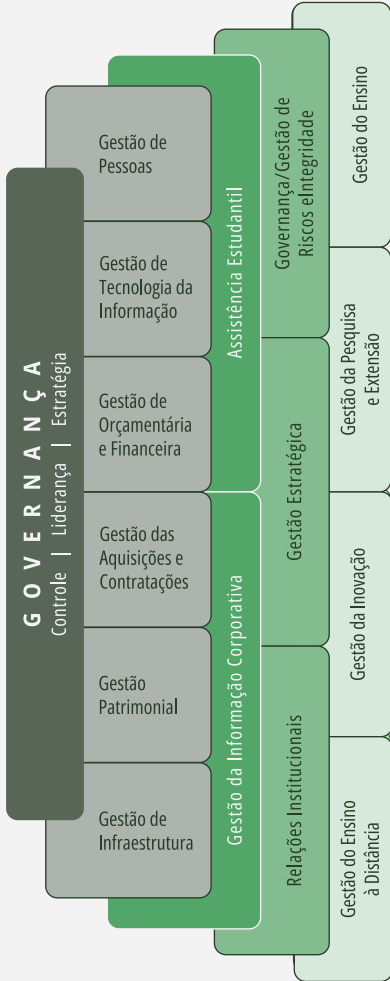 GOVERNANÇA
Controle | Liderança | Estratégia
Gestão de
Infraestrutura
Gestão
Patrimonial
Gestão das
Aquisições e
Contratações
Gestão de
Orçamentária
e Financeira
Gestão de
Tecnologia da
Informação
Gestão de
Pessoas
Gestão da Informação Corporativa
Assistência Estudantil
Relações Institucionais
Gestão Estratégica
Governança/Gestão de
Riscos eIntegridade
Gestão do Ensino
à Distância
Gestão da Inovação
Gestão da Pesquisa
e Extensão
Gestão do Ensino